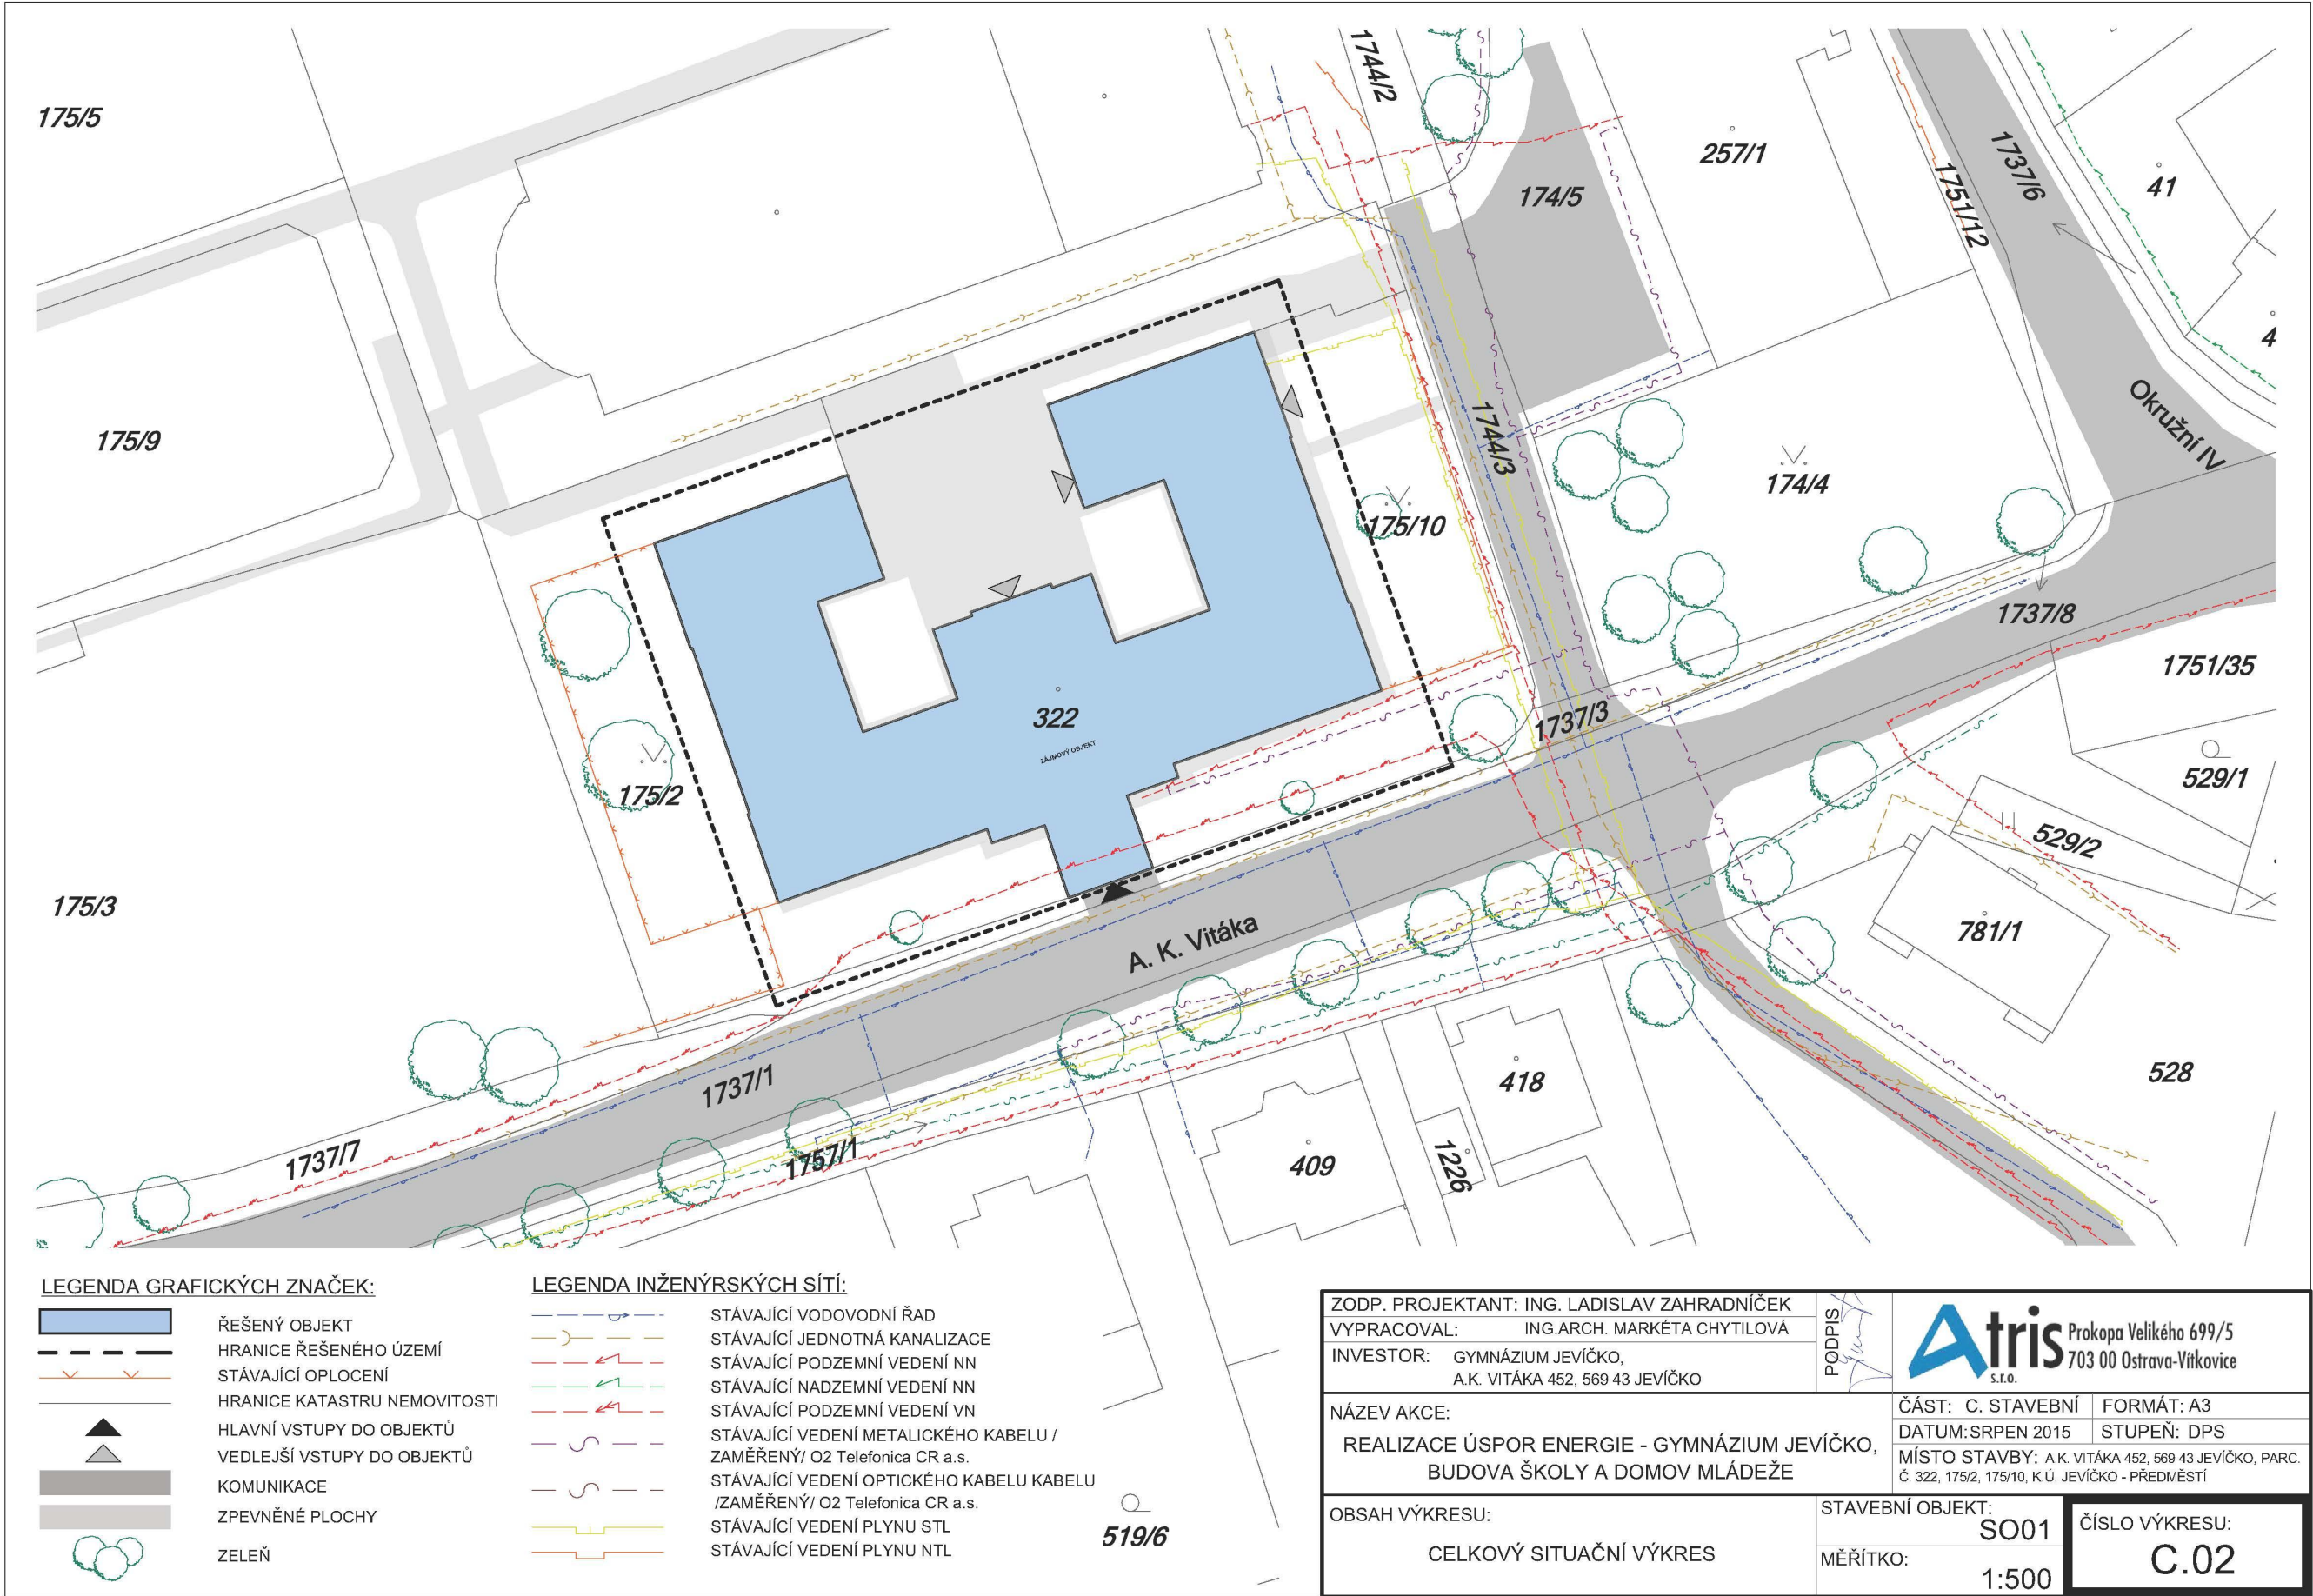 175/5
1744/2
257/1
1737/6
41
174/5
1751/12
4
Okružní IV
175/9
1744/3
174/4
175/10
1737/8
1751/35
322
ZÁJMOVÝ OBJEKT
1737/3
175/2
529/1
529/2
175/3
A. K. Vitáka
781/1
1737/1
418
528
1737/7
1757/1
409
1226
519/6
LEGENDA GRAFICKÝCH ZNAČEK:
ŘEŠENÝ OBJEKT
HRANICE ŘEŠENÉHO ÚZEMÍ
STÁVAJÍCÍ OPLOCENÍ
HRANICE KATASTRU NEMOVITOSTI
HLAVNÍ VSTUPY DO OBJEKTŮ
VEDLEJŠÍ VSTUPY DO OBJEKTŮ
KOMUNIKACE
ZPEVNĚNÉ PLOCHY
ZELEŇ
LEGENDA INŽENÝRSKÝCH SÍTÍ:
STÁVAJÍCÍ VODOVODNÍ ŘAD
STÁVAJÍCÍ JEDNOTNÁ KANALIZACE
STÁVAJÍCÍ PODZEMNÍ VEDENÍ NN
STÁVAJÍCÍ NADZEMNÍ VEDENÍ NN
STÁVAJÍCÍ PODZEMNÍ VEDENÍ VN
STÁVAJÍCÍ VEDENÍ METALICKÉHO KABELU /
ZAMĚŘENÝ/ O2 Telefonica CR a.s.
STÁVAJÍCÍ VEDENÍ OPTICKÉHO KABELU KABELU
/ZAMĚŘENÝ/ O2 Telefonica CR a.s.
STÁVAJÍCÍ VEDENÍ PLYNU STL
STÁVAJÍCÍ VEDENÍ PLYNU NTL
ZODP. PROJEKTANT: ING. LADISLAV ZAHRADNÍČEK
VYPRACOVAL: ING.ARCH. MARKÉTA CHYTILOVÁ
INVESTOR: GYMNÁZIUM JEVÍČKO,
A.K. VITÁKA 452, 569 43 JEVÍČKO
PODPIS
Atris s.r.o.
Prokopa Velikého 699/5
703 00 Ostrava-Vítkovice
NÁZEV AKCE:
REALIZACE ÚSPOR ENERGIE - GYMNÁZIUM JEVÍČKO,
BUDOVA ŠKOLY A DOMOV MLÁDEŽE
ČÁST: C. STAVEBNÍ
FORMÁT: A3
DATUM:SRPEN 2015
STUPEŇ: DPS
MÍSTO STAVBY: A.K. VITÁKA 452, 569 43 JEVÍČKO, PARC.
Č. 322, 175/2, 175/10, K.Ú. JEVÍČKO - PŘEDMĚSTÍ
OBSAH VÝKRESU:
CELKOVÝ SITUAČNÍ VÝKRES
STAVEBNÍ OBJEKT:
SO01
MĚŘÍTKO:
1:500
ČÍSLO VÝKRESU:
C.02